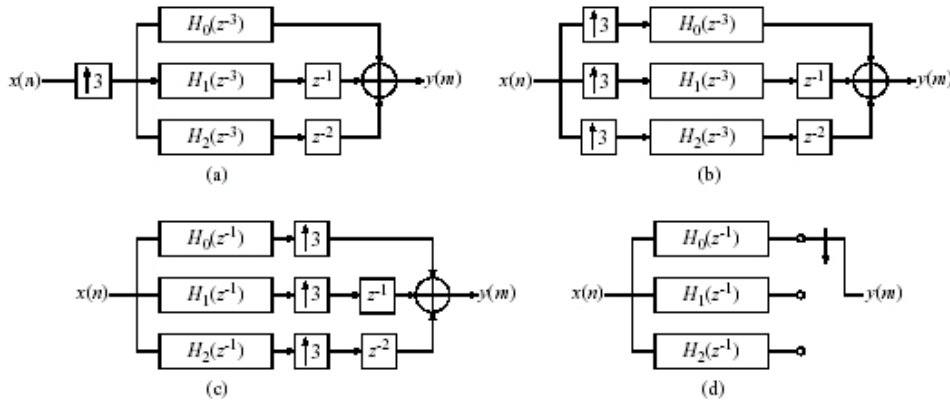 H₀(z⁻³)
x(n) ↑3 H₁(z⁻³) z⁻¹ y(m)
H₂(z⁻³) z⁻²
(a)
↑3 H₀(z⁻³)
x(n) ↑3 H₁(z⁻³) z⁻¹ y(m)
↑3 H₂(z⁻³) z⁻²
(b)
H₀(z⁻¹) ↑3
x(n) H₁(z⁻¹) ↑3 z⁻¹ y(m)
H₂(z⁻¹) ↑3 z⁻²
(c)
H₀(z⁻¹)
x(n) H₁(z⁻¹) y(m)
H₂(z⁻¹)
(d)